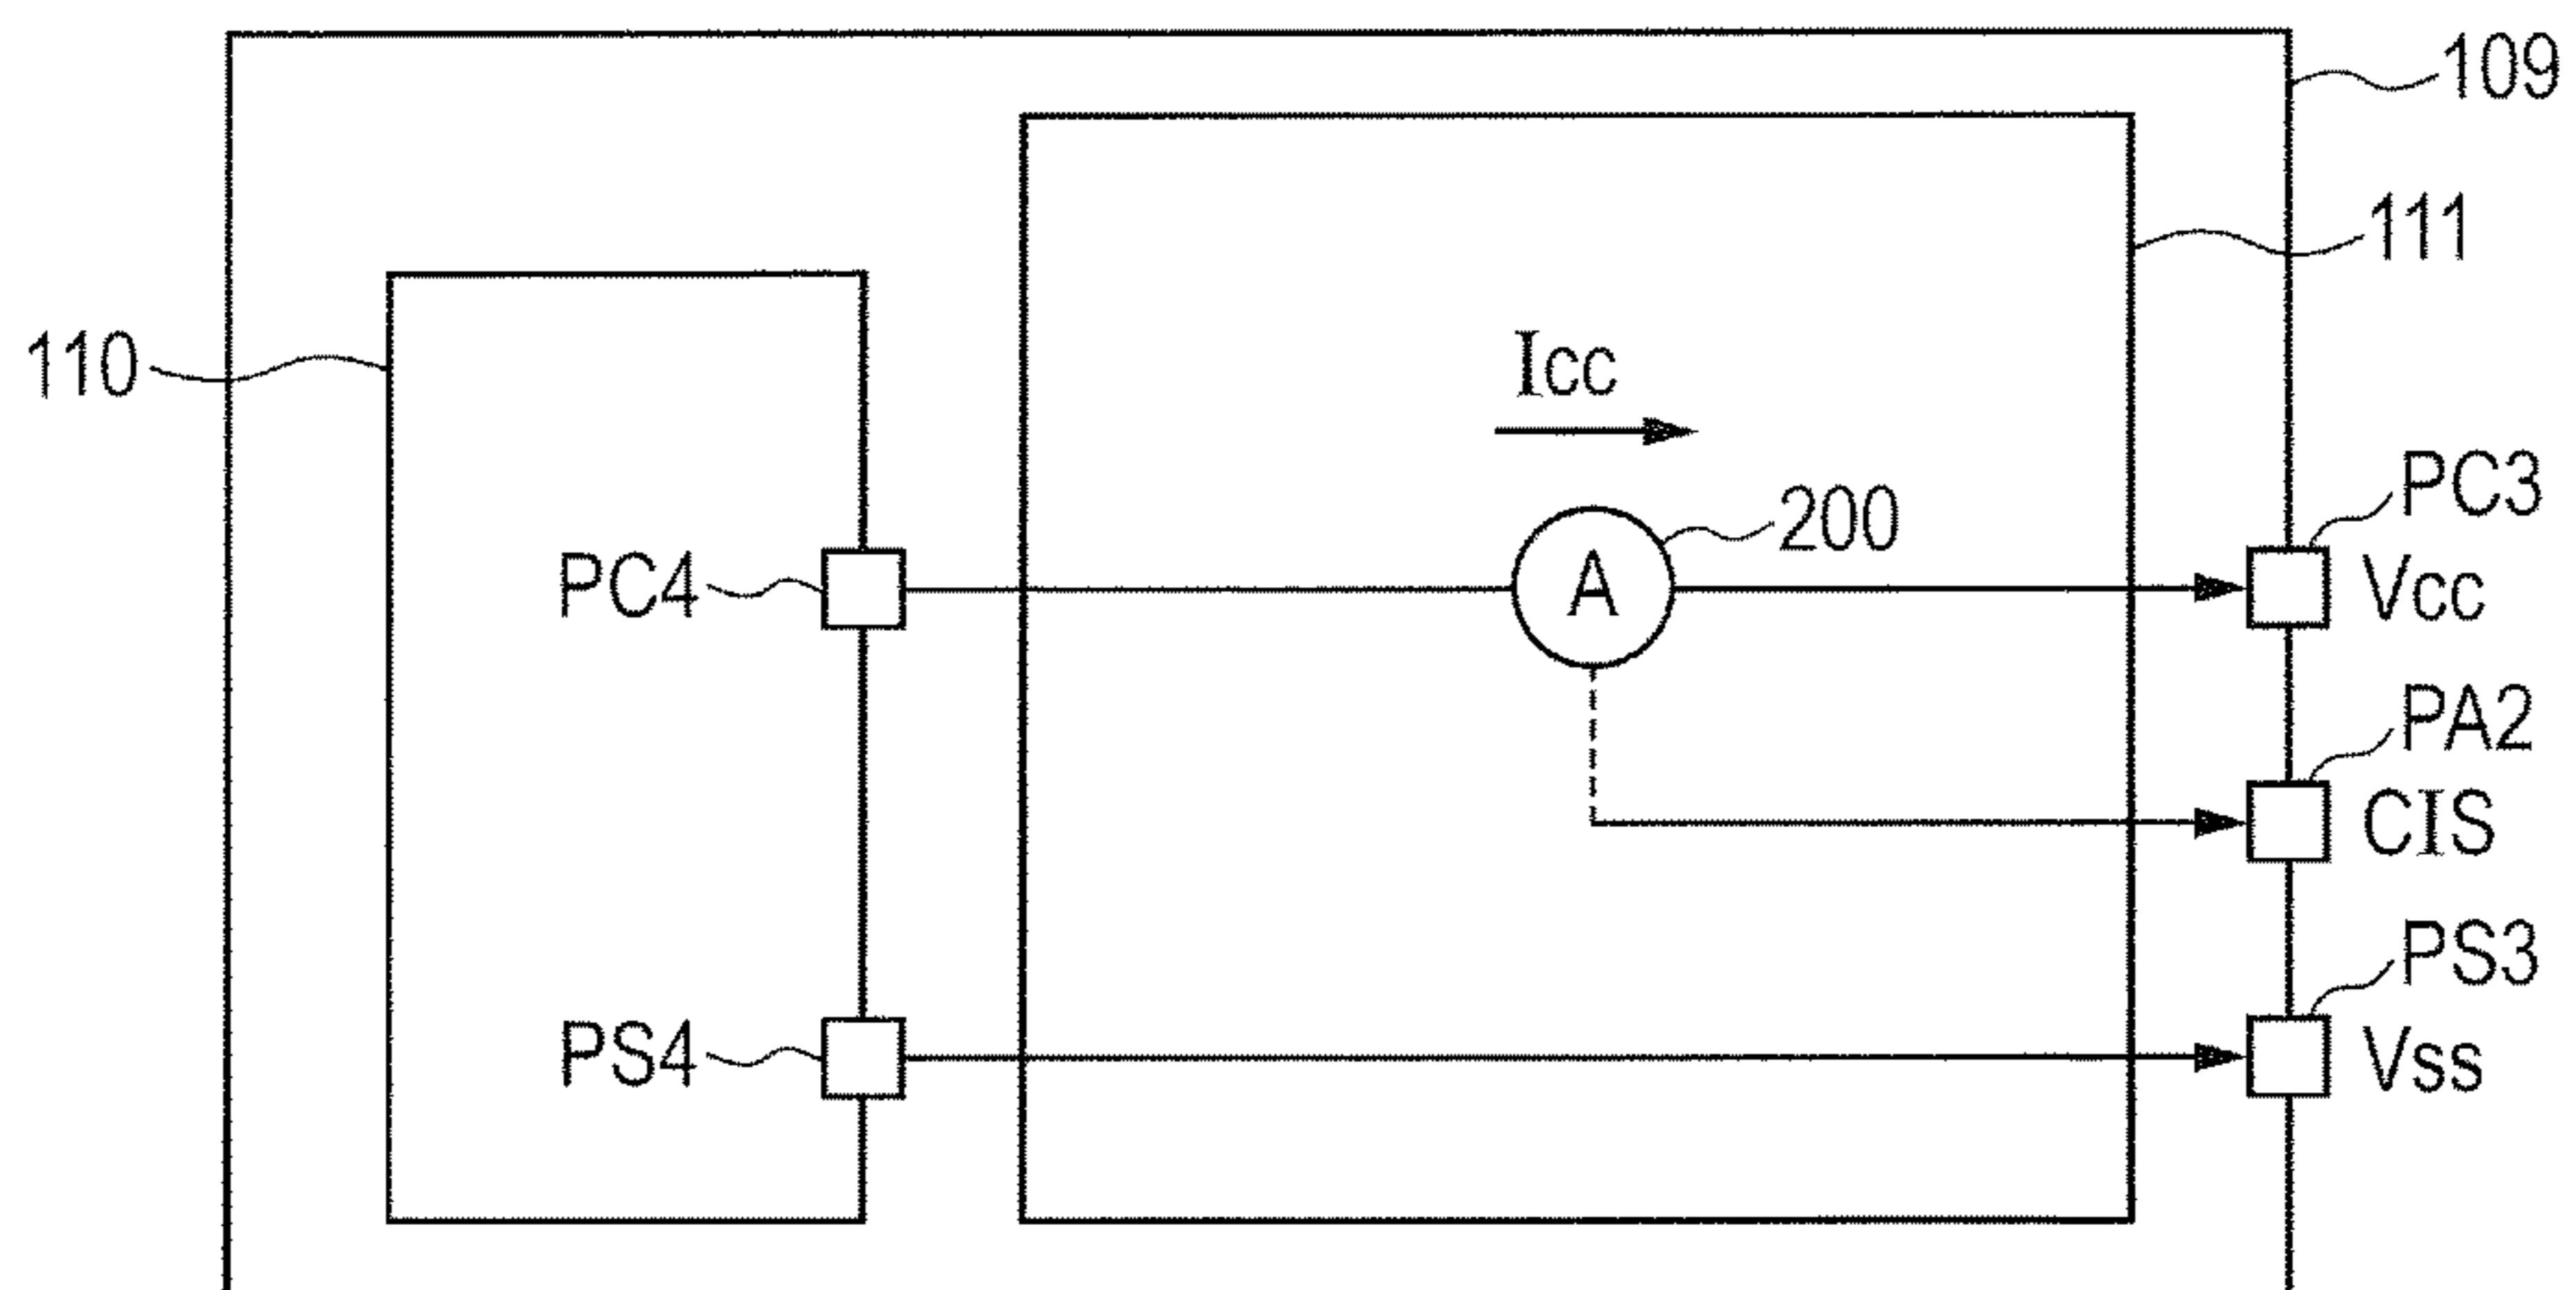 109
111
110
Icc
PC3
200
A
PC4
Vcc
PA2
CIS
PS3
PS4
Vss